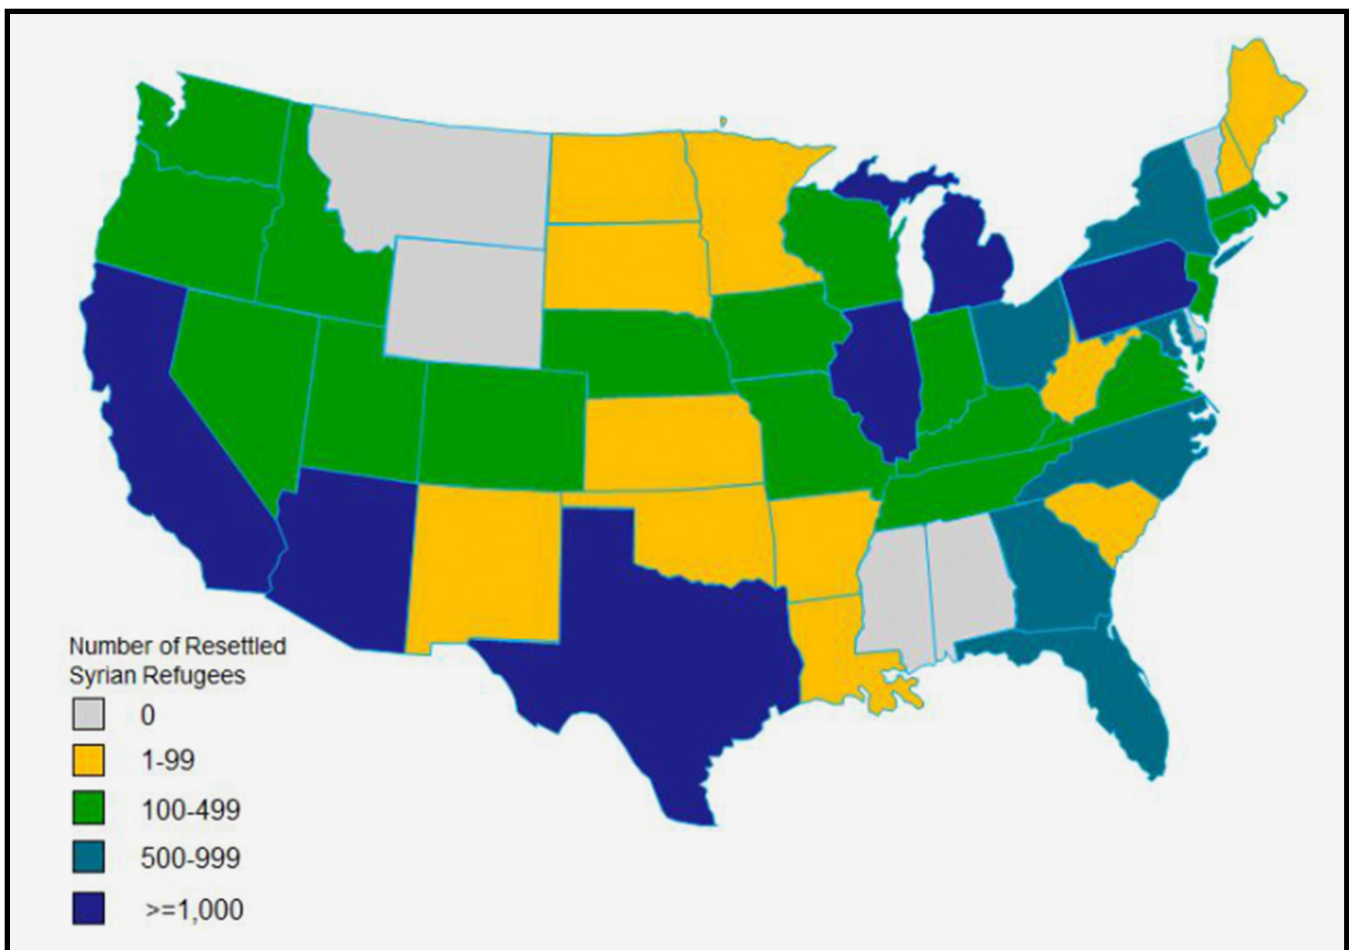 Number of Resettled
Syrian Refugees
0
1-99
100-499
500-999
>=1,000